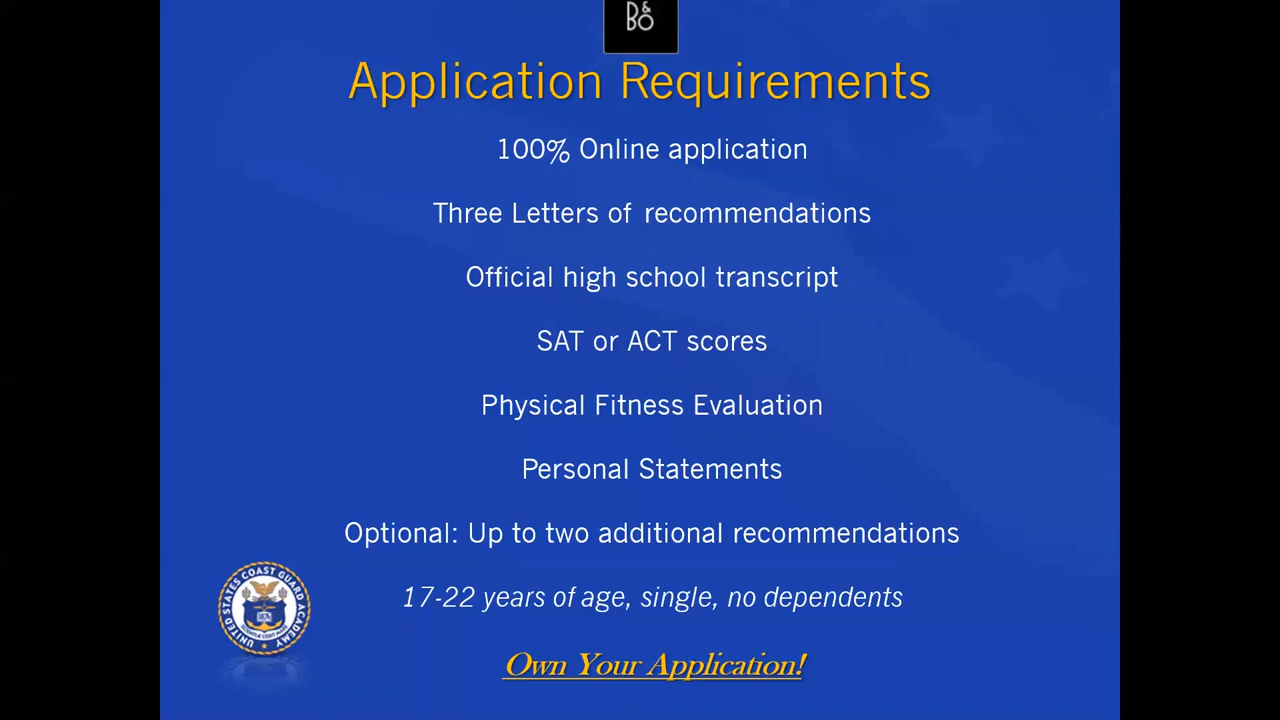 B&O
Application Requirements
100% Online application
Three Letters of recommendations
Official high school transcript
SAT or ACT scores
Physical Fitness Evaluation
Personal Statements
Optional: Up to two additional recommendations
UNITED STATES COAST GUARD ACADEMY
17-22 years of age, single, no dependents
Own Your Application!